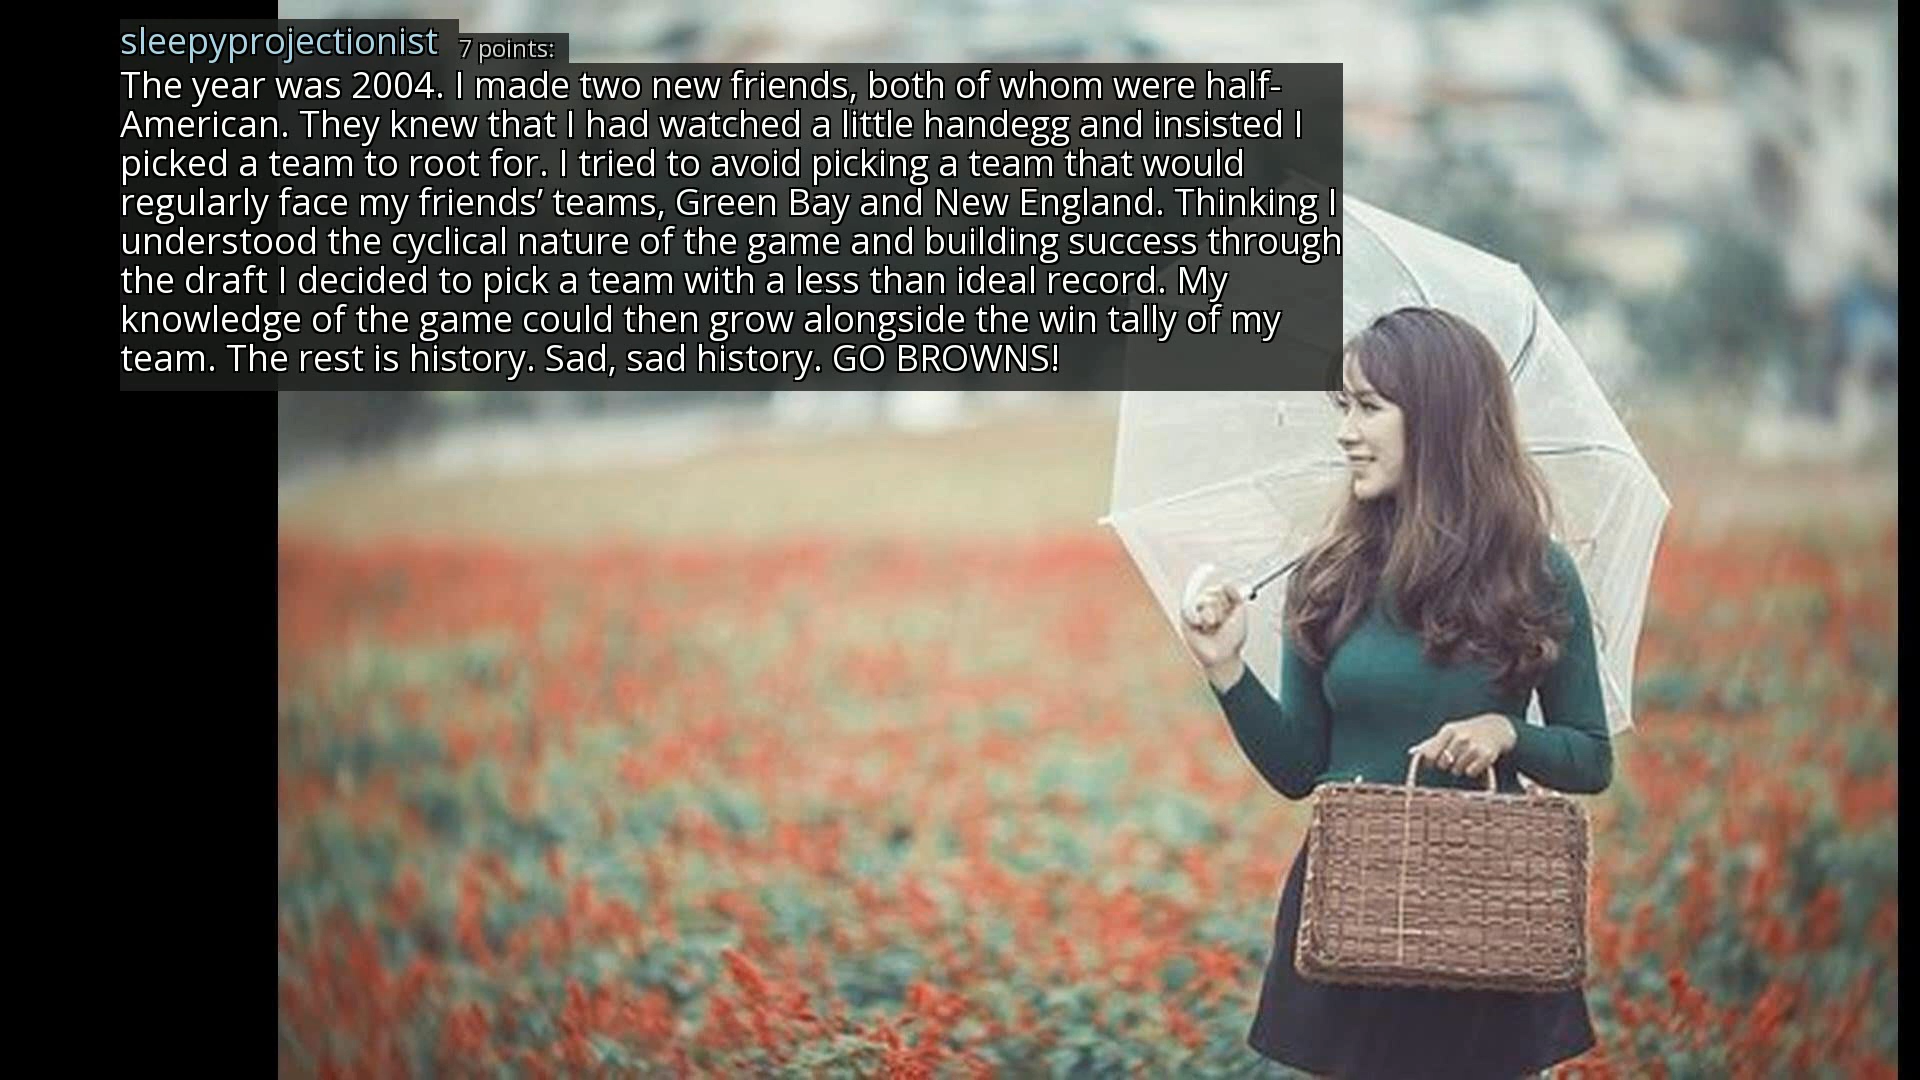 sleepyprojectionist 7 points:
The year was 2004. I made two new friends, both of whom were half-
American. They knew that I had watched a little handegg and insisted I
picked a team to root for. I tried to avoid picking a team that would
regularly face my friends’ teams, Green Bay and New England. Thinking I
understood the cyclical nature of the game and building success through
the draft I decided to pick a team with a less than ideal record. My
knowledge of the game could then grow alongside the win tally of my
team. The rest is history. Sad, sad history. GO BROWNS!